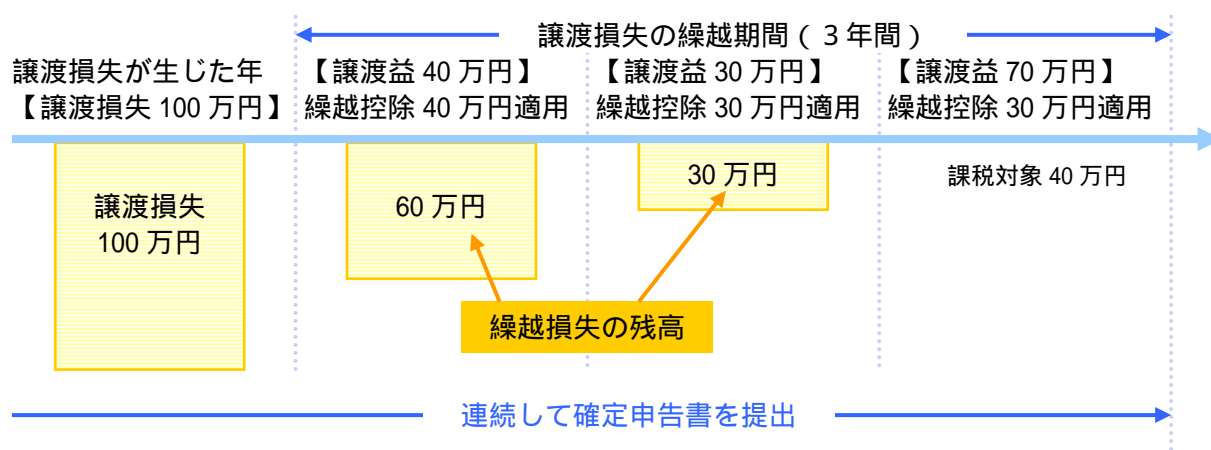 譲渡損失の繰越期間(3年間)
譲渡損失が生じた年
【譲渡損失 100 万円】
【譲渡益 40 万円】
繰越控除 40 万円適用
【譲渡益 30 万円】
繰越控除 30 万円適用
【譲渡益 70 万円】
繰越控除 30 万円適用
譲渡損失
100 万円
60 万円
30 万円
課税対象 40 万円
繰越損失の残高
連続して確定申告書を提出